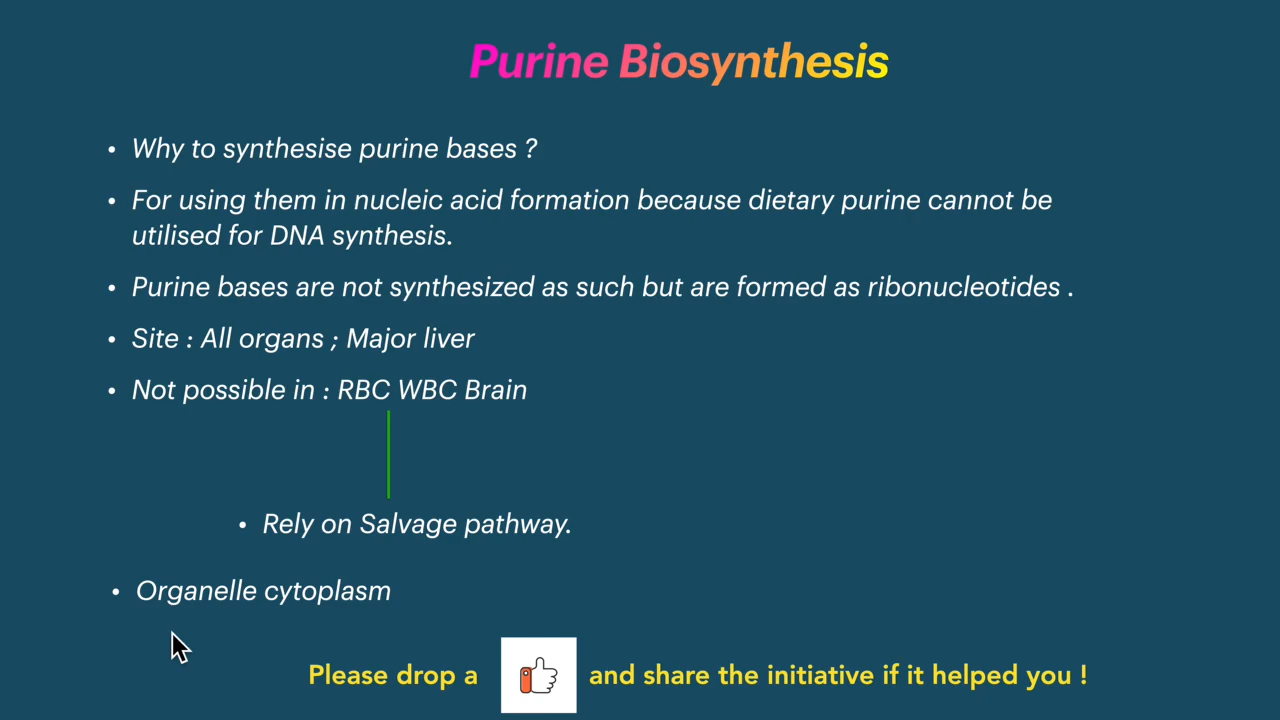 Purine Biosynthesis
• Why to synthesise purine bases ?
• For using them in nucleic acid formation because dietary purine cannot be
utilised for DNA synthesis.
• Purine bases are not synthesized as such but are formed as ribonucleotides .
• Site : All organs ; Major liver
• Not possible in : RBC WBC Brain
• Rely on Salvage pathway.
• Organelle cytoplasm
Please drop a and share the initiative if it helped you !